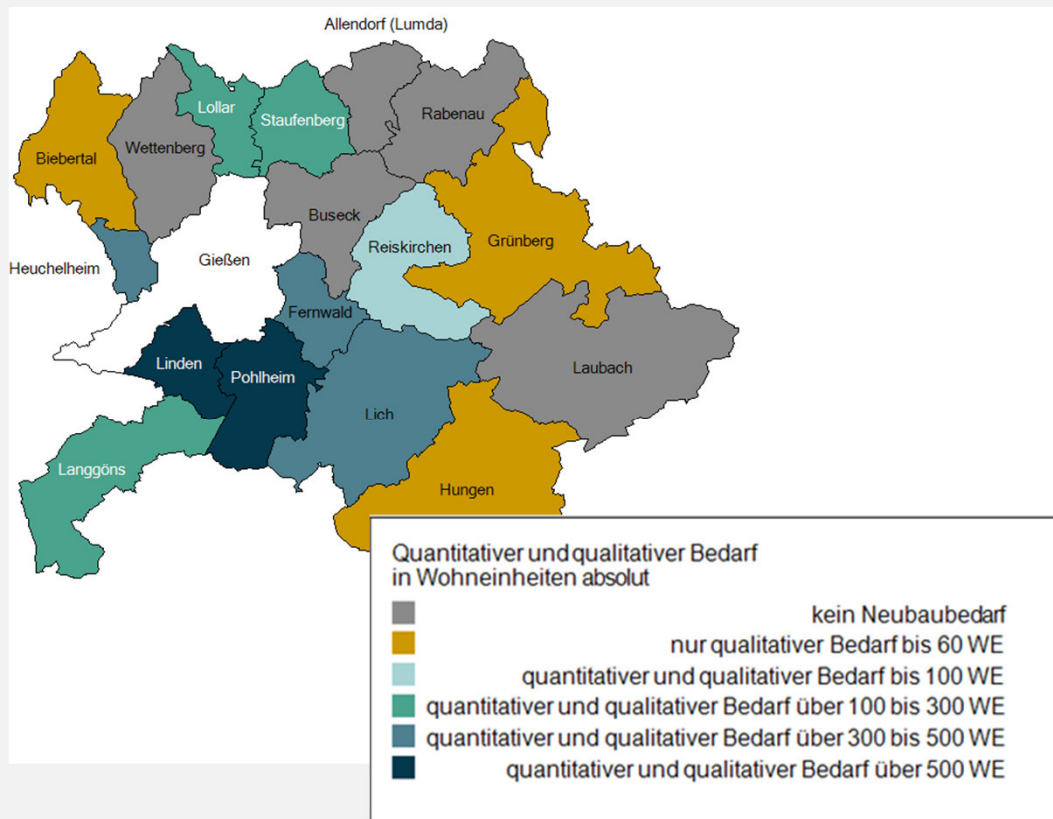 Allendorf (Lumda)
Lollar
Staufenberg
Rabenau
Wettenberg
Biebertal
Buseck
Reiskirchen
Grünberg
Gießen
Heuchelheim
Fernwald
Linden
Pohlheim
Laubach
Lich
Langgöns
Hungen
Quantitativer und qualitativer Bedarf
in Wohneinheiten absolut
kein Neubaubedarf
nur qualitativer Bedarf bis 60 WE
quantitativer und qualitativer Bedarf bis 100 WE
quantitativer und qualitativer Bedarf über 100 bis 300 WE
quantitativer und qualitativer Bedarf über 300 bis 500 WE
quantitativer und qualitativer Bedarf über 500 WE